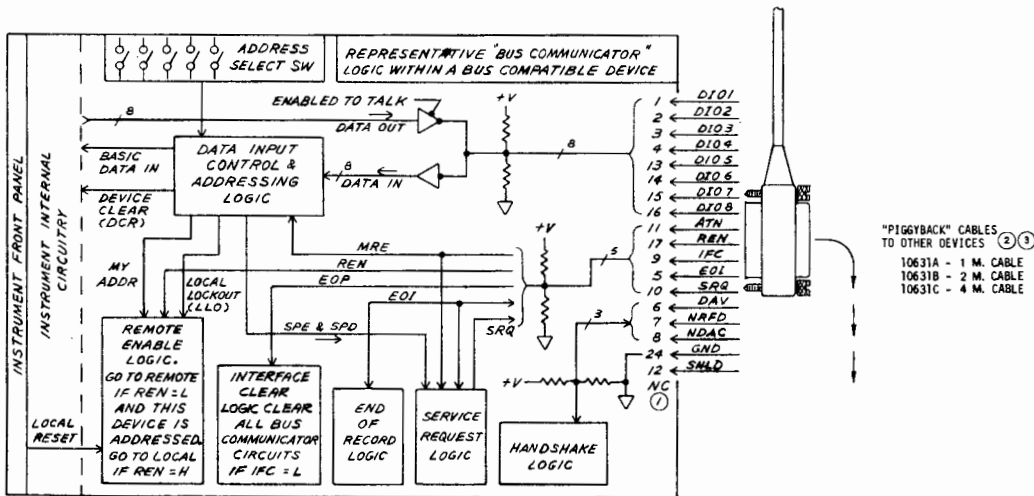 ADDRESS
SELECT SW
REPRESENTATIVE "BUS COMMUNICATOR"
LOGIC WITHIN A BUS COMPATIBLE DEVICE
INSTRUMENT FRONT PANEL
INSTRUMENT INTERNAL
CIRCUITRY
8
ENABLED TO TALK
DATA OUT
BASIC
DATA IN
DEVICE
CLEAR
(DCR)
DATA INPUT
CONTROL &
ADDRESSING
LOGIC
8
DATA IN
+V
8
MY
ADDR
LOCAL
LOCKOUT
(LLO)
MRE
REN
EOP
EOI
SRQ
SPE & SPD
+V
5
3
+V
REMOTE
ENABLE
LOGIC.
GO TO REMOTE
IF REN=L
AND THIS
DEVICE IS
ADDRESSED.
GO TO LOCAL
IF REN=H
LOCAL
RESET
INTERFACE
CLEAR
LOGIC CLEAR
ALL BUS
COMMUNICATOR
CIRCUITS
IF IFC=L
END
OF
RECORD
LOGIC
SERVICE
REQUEST
LOGIC
HANDSHAKE
LOGIC
1 DIO1
2 DIO2
3 DIO3
4 DIO4
13 DIO5
14 DIO6
15 DIO7
16 DIO8
11 ATN
17 REN
9 IFC
5 EOI
10 SRQ
6 DAV
7 NRFD
8 NDAC
24 GND
12 SHLD
NC
1
"PIGGYBACK" CABLES
TO OTHER DEVICES 2 3
10631A - 1 M. CABLE
10631B - 2 M. CABLE
10631C - 4 M. CABLE